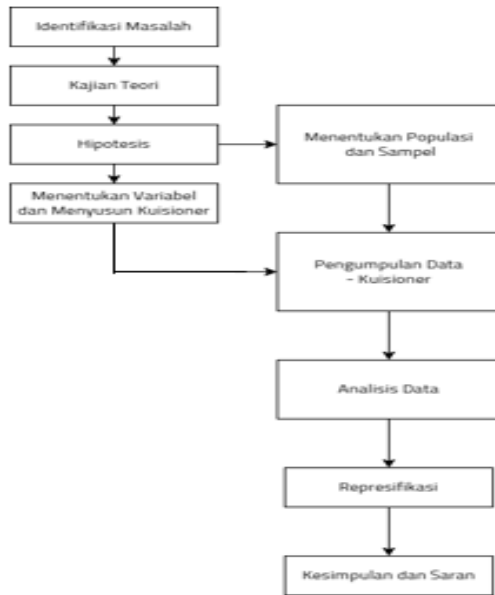 Identifikasi Masalah
Kajian Teori
Hipotesis
Menentukan Variabel
dan Menyusun Kuisioner
Menentukan Populasi
dan Sampel
Pengumpulan Data
- Kuisioner
Analisis Data
Represifikasi
Kesimpulan dan Saran